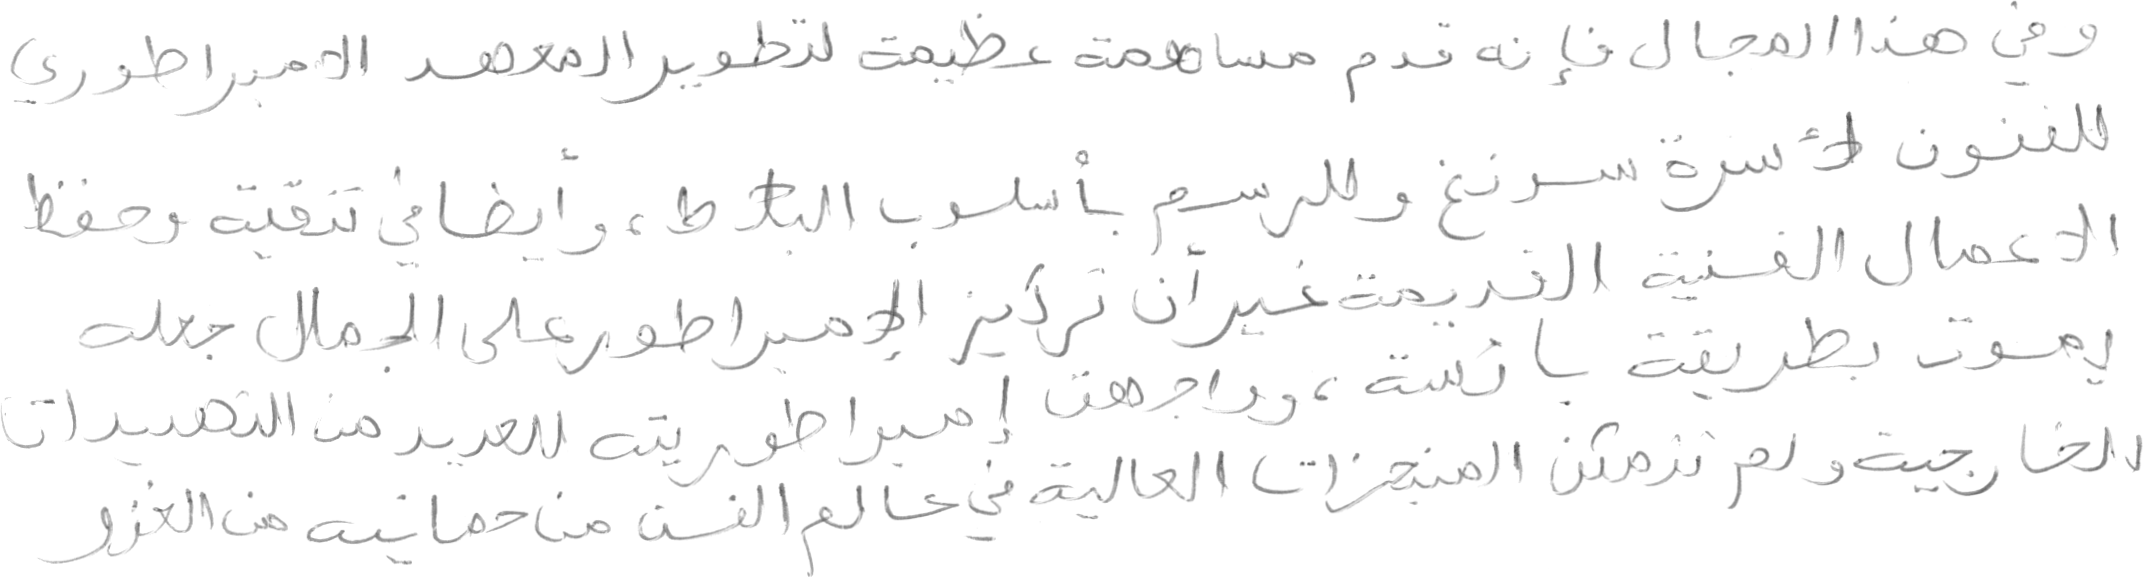 وفي هذا المجال فإنه قدم مساهمة عظيمة لتطوير المعهد الامبراطوري
للفنون لأسرة سونغ وللرسم بأسلوب البلاط، وأيضا في تنقية وحفظ
الاعمال الفنية القديمة غير أن تركيز الإمبراطور على الجمال جعله
يموت بطريقة بائسة، وواجهت إمبراطوريته العديد من التهديدات
الخارجية ولم تتمكن المنجزات العالية في عالم الفن من حمايته من الغزو